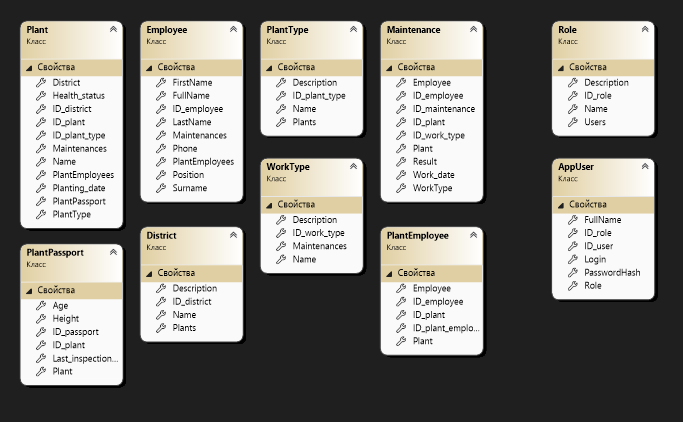 Plant
Класс
Свойства
District
Health_status
ID_district
ID_plant
ID_plant_type
Maintenances
Name
PlantEmployees
Planting_date
PlantPassport
PlantType
PlantPassport
Класс
Свойства
Age
Height
ID_passport
ID_plant
Last_inspection...
Plant
Employee
Класс
Свойства
FirstName
FullName
ID_employee
LastName
Maintenances
Phone
PlantEmployees
Position
Surname
District
Класс
Свойства
Description
ID_district
Name
Plants
PlantType
Класс
Свойства
Description
ID_plant_type
Name
Plants
WorkType
Класс
Свойства
Description
ID_work_type
Maintenances
Name
Maintenance
Класс
Свойства
Employee
ID_employee
ID_maintenance
ID_plant
ID_work_type
Plant
Result
Work_date
WorkType
PlantEmployee
Класс
Свойства
Employee
ID_employee
ID_plant
ID_plant_emplo...
Plant
Role
Класс
Свойства
Description
ID_role
Name
Users
AppUser
Класс
Свойства
FullName
ID_role
ID_user
Login
PasswordHash
Role